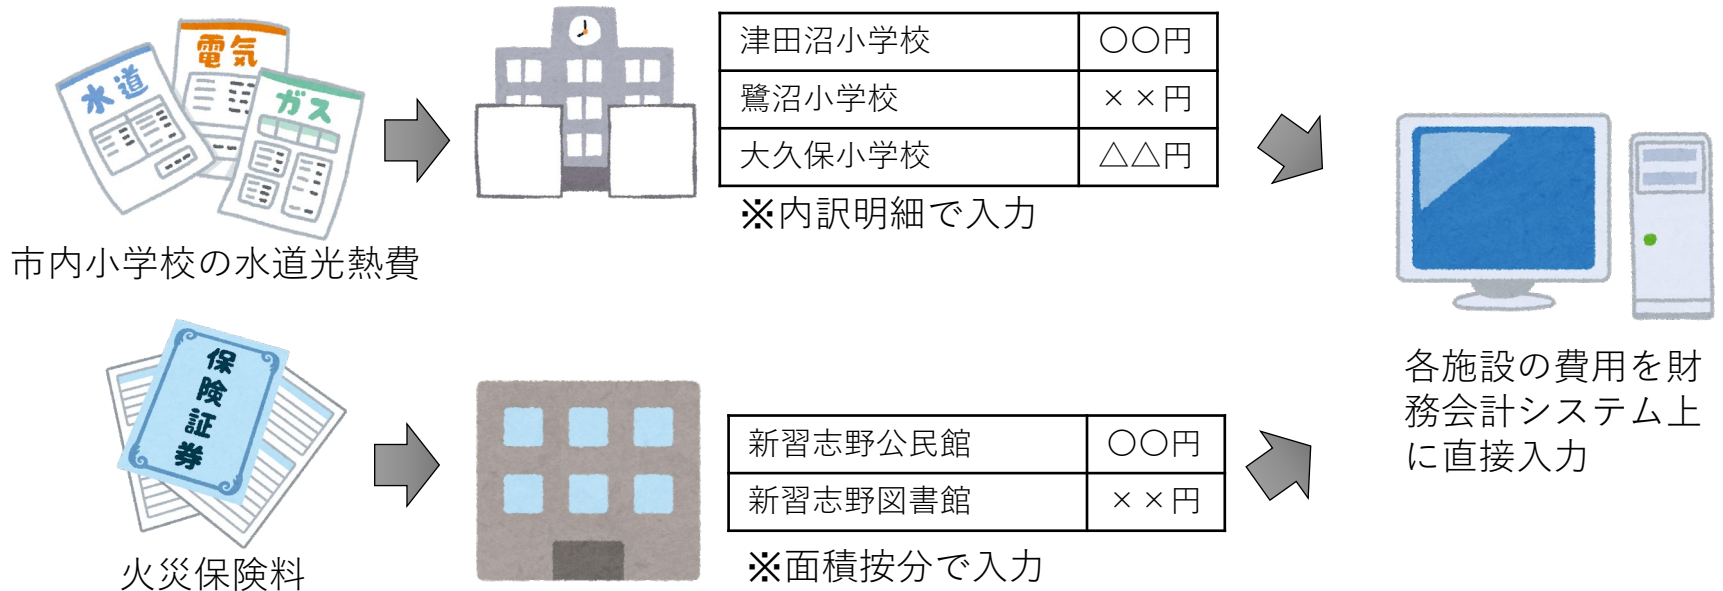 水道
電気
ガス
市内小学校の水道光熱費
津田沼小学校 〇〇円
鷺沼小学校 ××円
大久保小学校 △△円
※内訳明細で入力
保険証券
火災保険料
新習志野公民館 〇〇円
新習志野図書館 ××円
※面積按分で入力
各施設の費用を財
務会計システム上
に直接入力